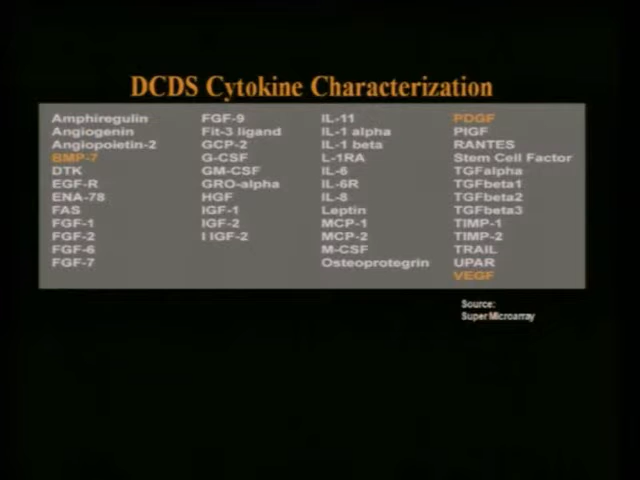 DCDS Cytokine Characterization
Amphiregulin
Angiogenin
Angiopoietin-2
BMP-7
DTK
EGF-R
ENA-78
FAS
FGF-1
FGF-2
FGF-6
FGF-7
FGF-9
Fit-3 ligand
GCP-2
G-CSF
GM-CSF
GRO-alpha
HGF
IGF-1
IGF-2
I IGF-2
IL-11
IL-1 alpha
IL-1 beta
L-1RA
IL-6
IL-6R
IL-8
Leptin
MCP-1
MCP-2
M-CSF
Osteoprotegrin
PDGF
PIGF
RANTES
Stem Cell Factor
TGFalpha
TGFbeta1
TGFbeta2
TGFbeta3
TIMP-1
TIMP-2
TRAIL
UPAR
VEGF
Source:
Super Microarray